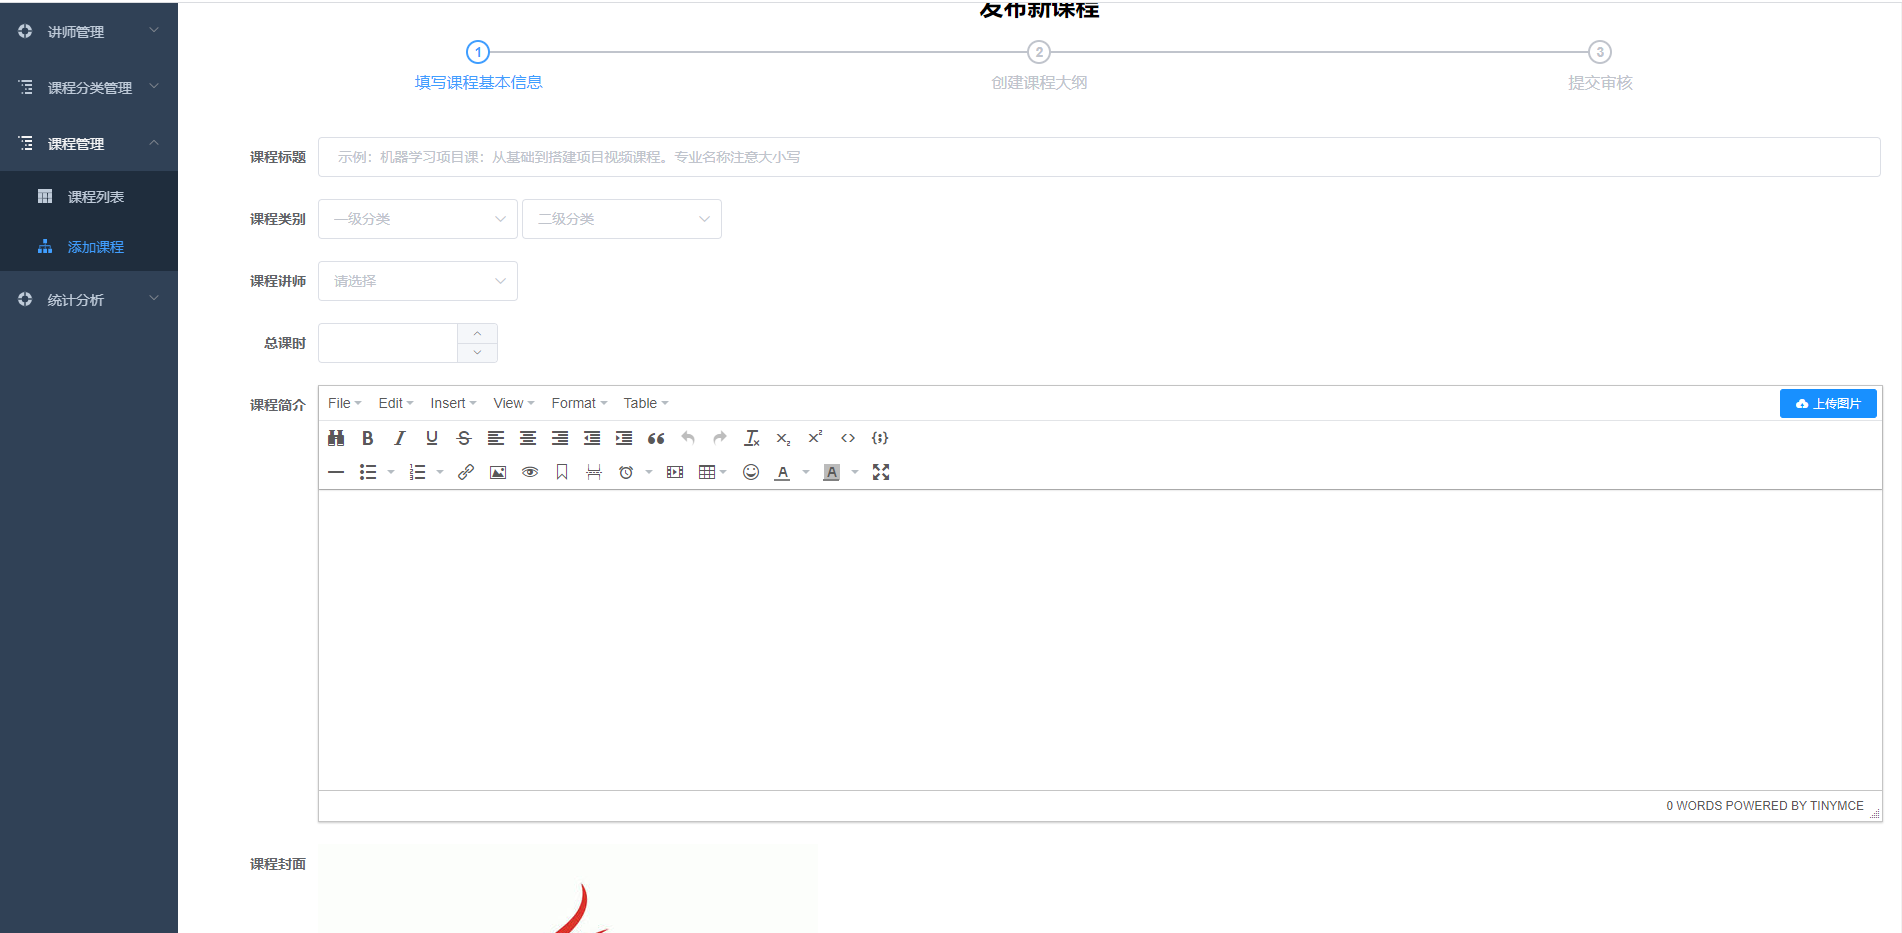 发布新课程
讲师管理
课程分类管理
课程管理
课程列表
添加课程
统计分析
1
2
3
填写课程基本信息
创建课程大纲
提交审核
课程标题
示例：机器学习项目课：从基础到搭建项目视频课程。专业名称注意大小写
课程类别
一级分类
二级分类
课程讲师
请选择
总课时
课程简介
File Edit Insert View Format Table
上传图片
0 WORDS POWERED BY TINYMCE
课程封面